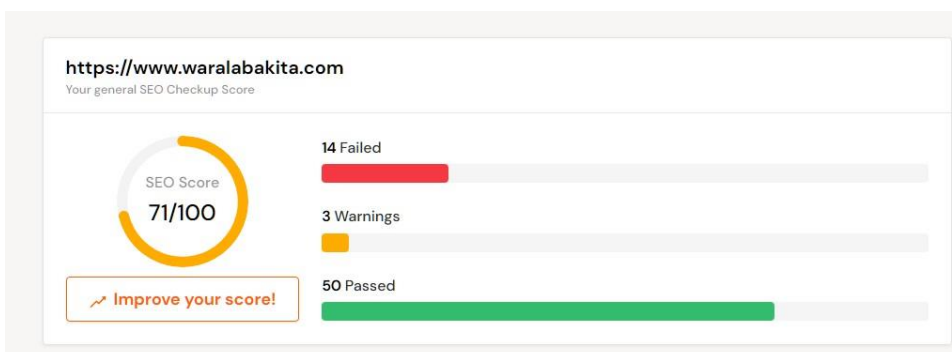 https://www.waralabakita.com
Your general SEO Checkup Score
SEO Score
71/100
Improve your score!
14 Failed
3 Warnings
50 Passed